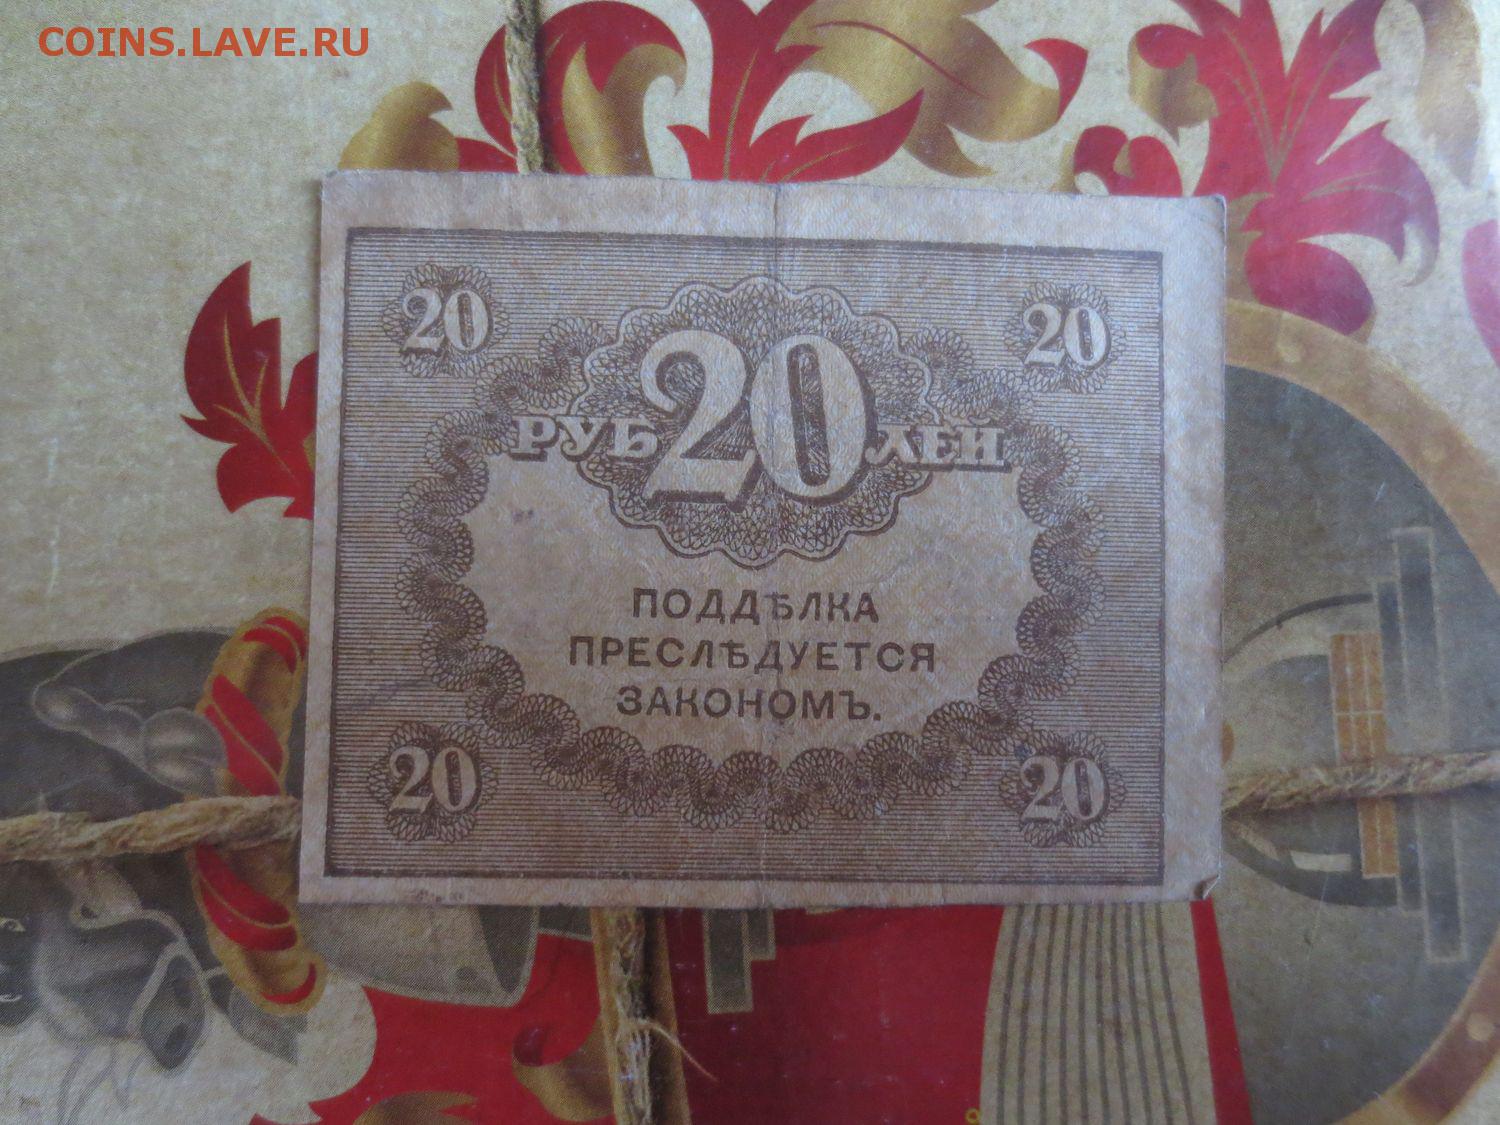 COINS.LAVE.RU
20 20
20
РУБ ЛЕЙ
ПОДДѢЛКА
ПРЕСЛѢДУЕТСЯ
ЗАКОНОМЪ.
20 20